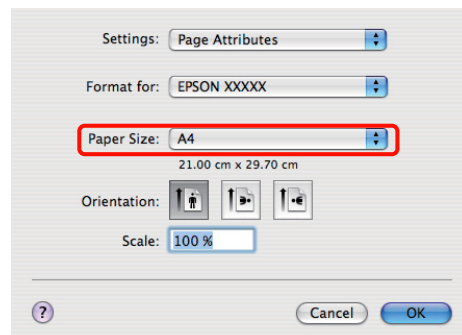 Settings: Page Attributes
Format for: EPSON XXXXX
Paper Size: A4
21.00 cm x 29.70 cm
Orientation:
Scale: 100 %
? Cancel OK